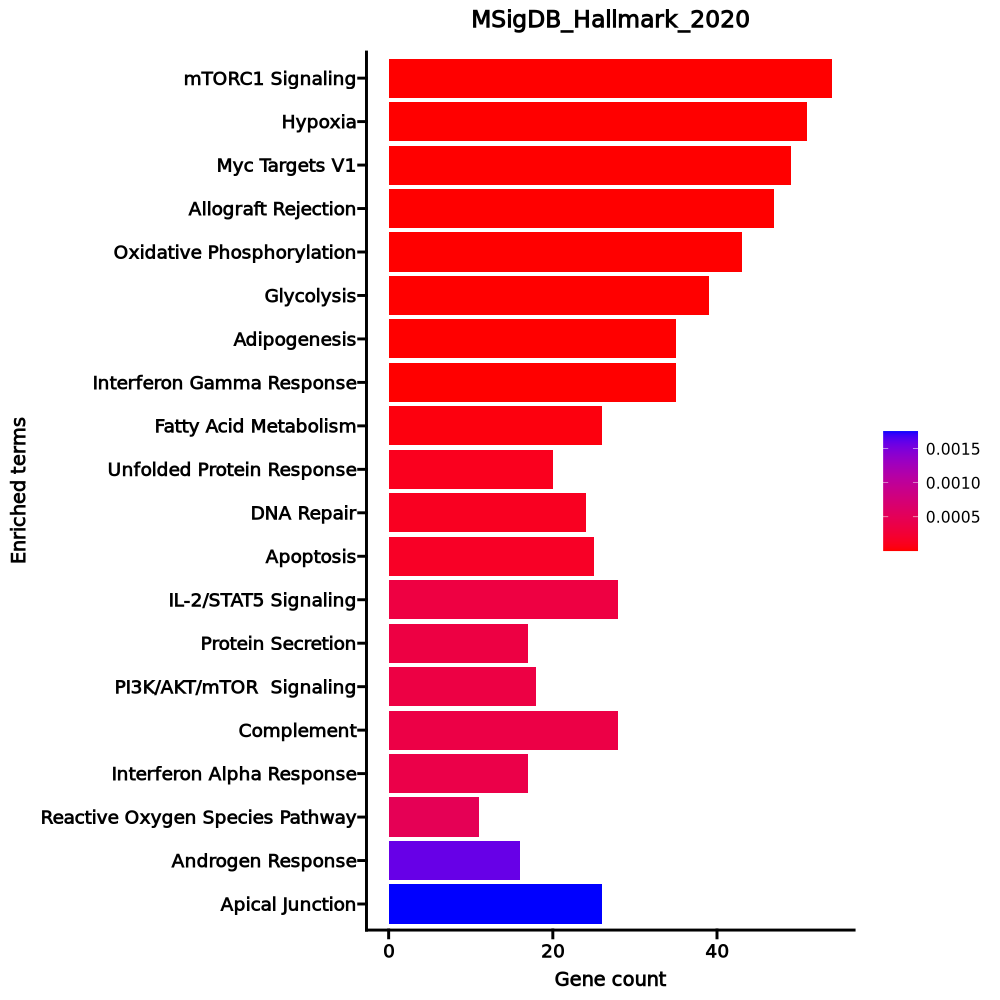 MSigDB_Hallmark_2020
mTORC1 Signaling
Hypoxia
Myc Targets V1
Allograft Rejection
Oxidative Phosphorylation
Glycolysis
Adipogenesis
Interferon Gamma Response
Fatty Acid Metabolism
Unfolded Protein Response
DNA Repair
Apoptosis
IL-2/STAT5 Signaling
Protein Secretion
PI3K/AKT/mTOR  Signaling
Complement
Interferon Alpha Response
Reactive Oxygen Species Pathway
Androgen Response
Apical Junction
Enriched terms
0 20 40
Gene count
0.0015
0.0010
0.0005